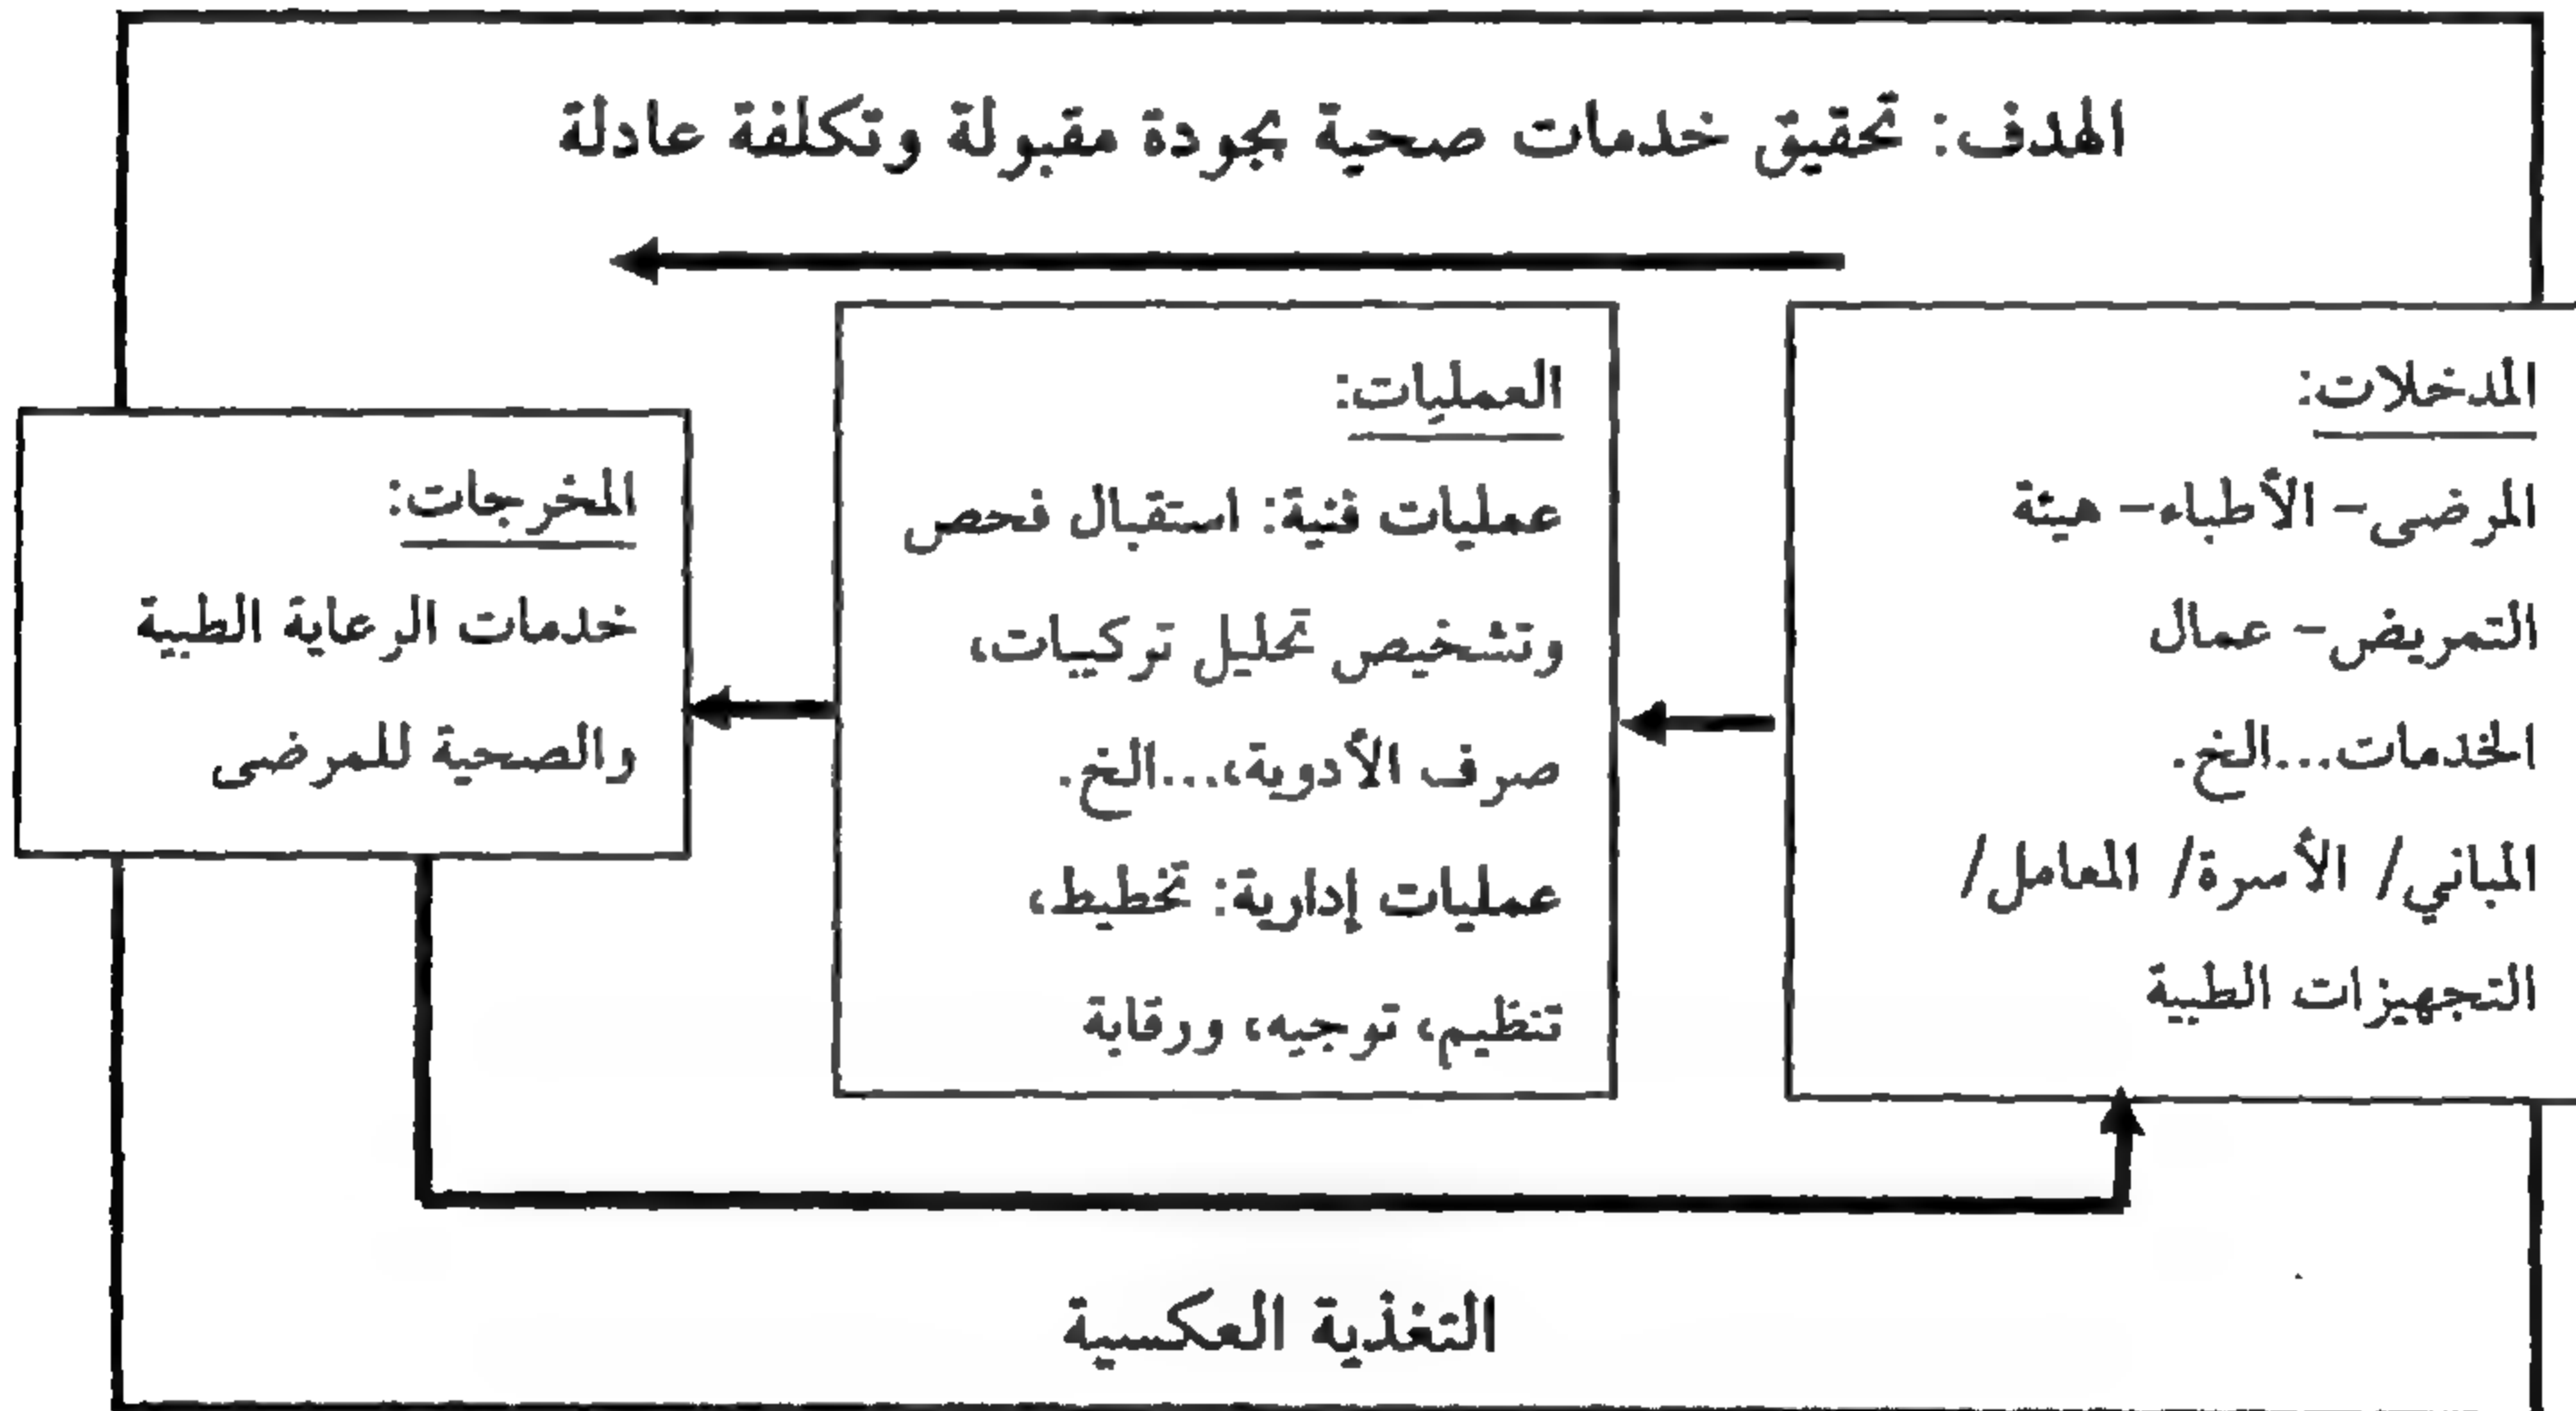 الهدف: تحقيق خدمات صحية بجودة مقبولة وتكلفة عادلة
المدخلات:
المرضى- الأطباء- هيئة
التمريض- عمال
الخدمات...الخ.
المباني/ الأسرة/ المعامل/
التجهيزات الطبية
العمليات:
عمليات فنية: استقبال فحص
وتشخيص تحليل تركيبات،
صرف الأدوية،...الخ.
عمليات إدارية: تخطيط،
تنظيم، توجيه، ورقابة
المخرجات:
خدمات الرعاية الطبية
والصحية للمرضى
التغذية العكسية